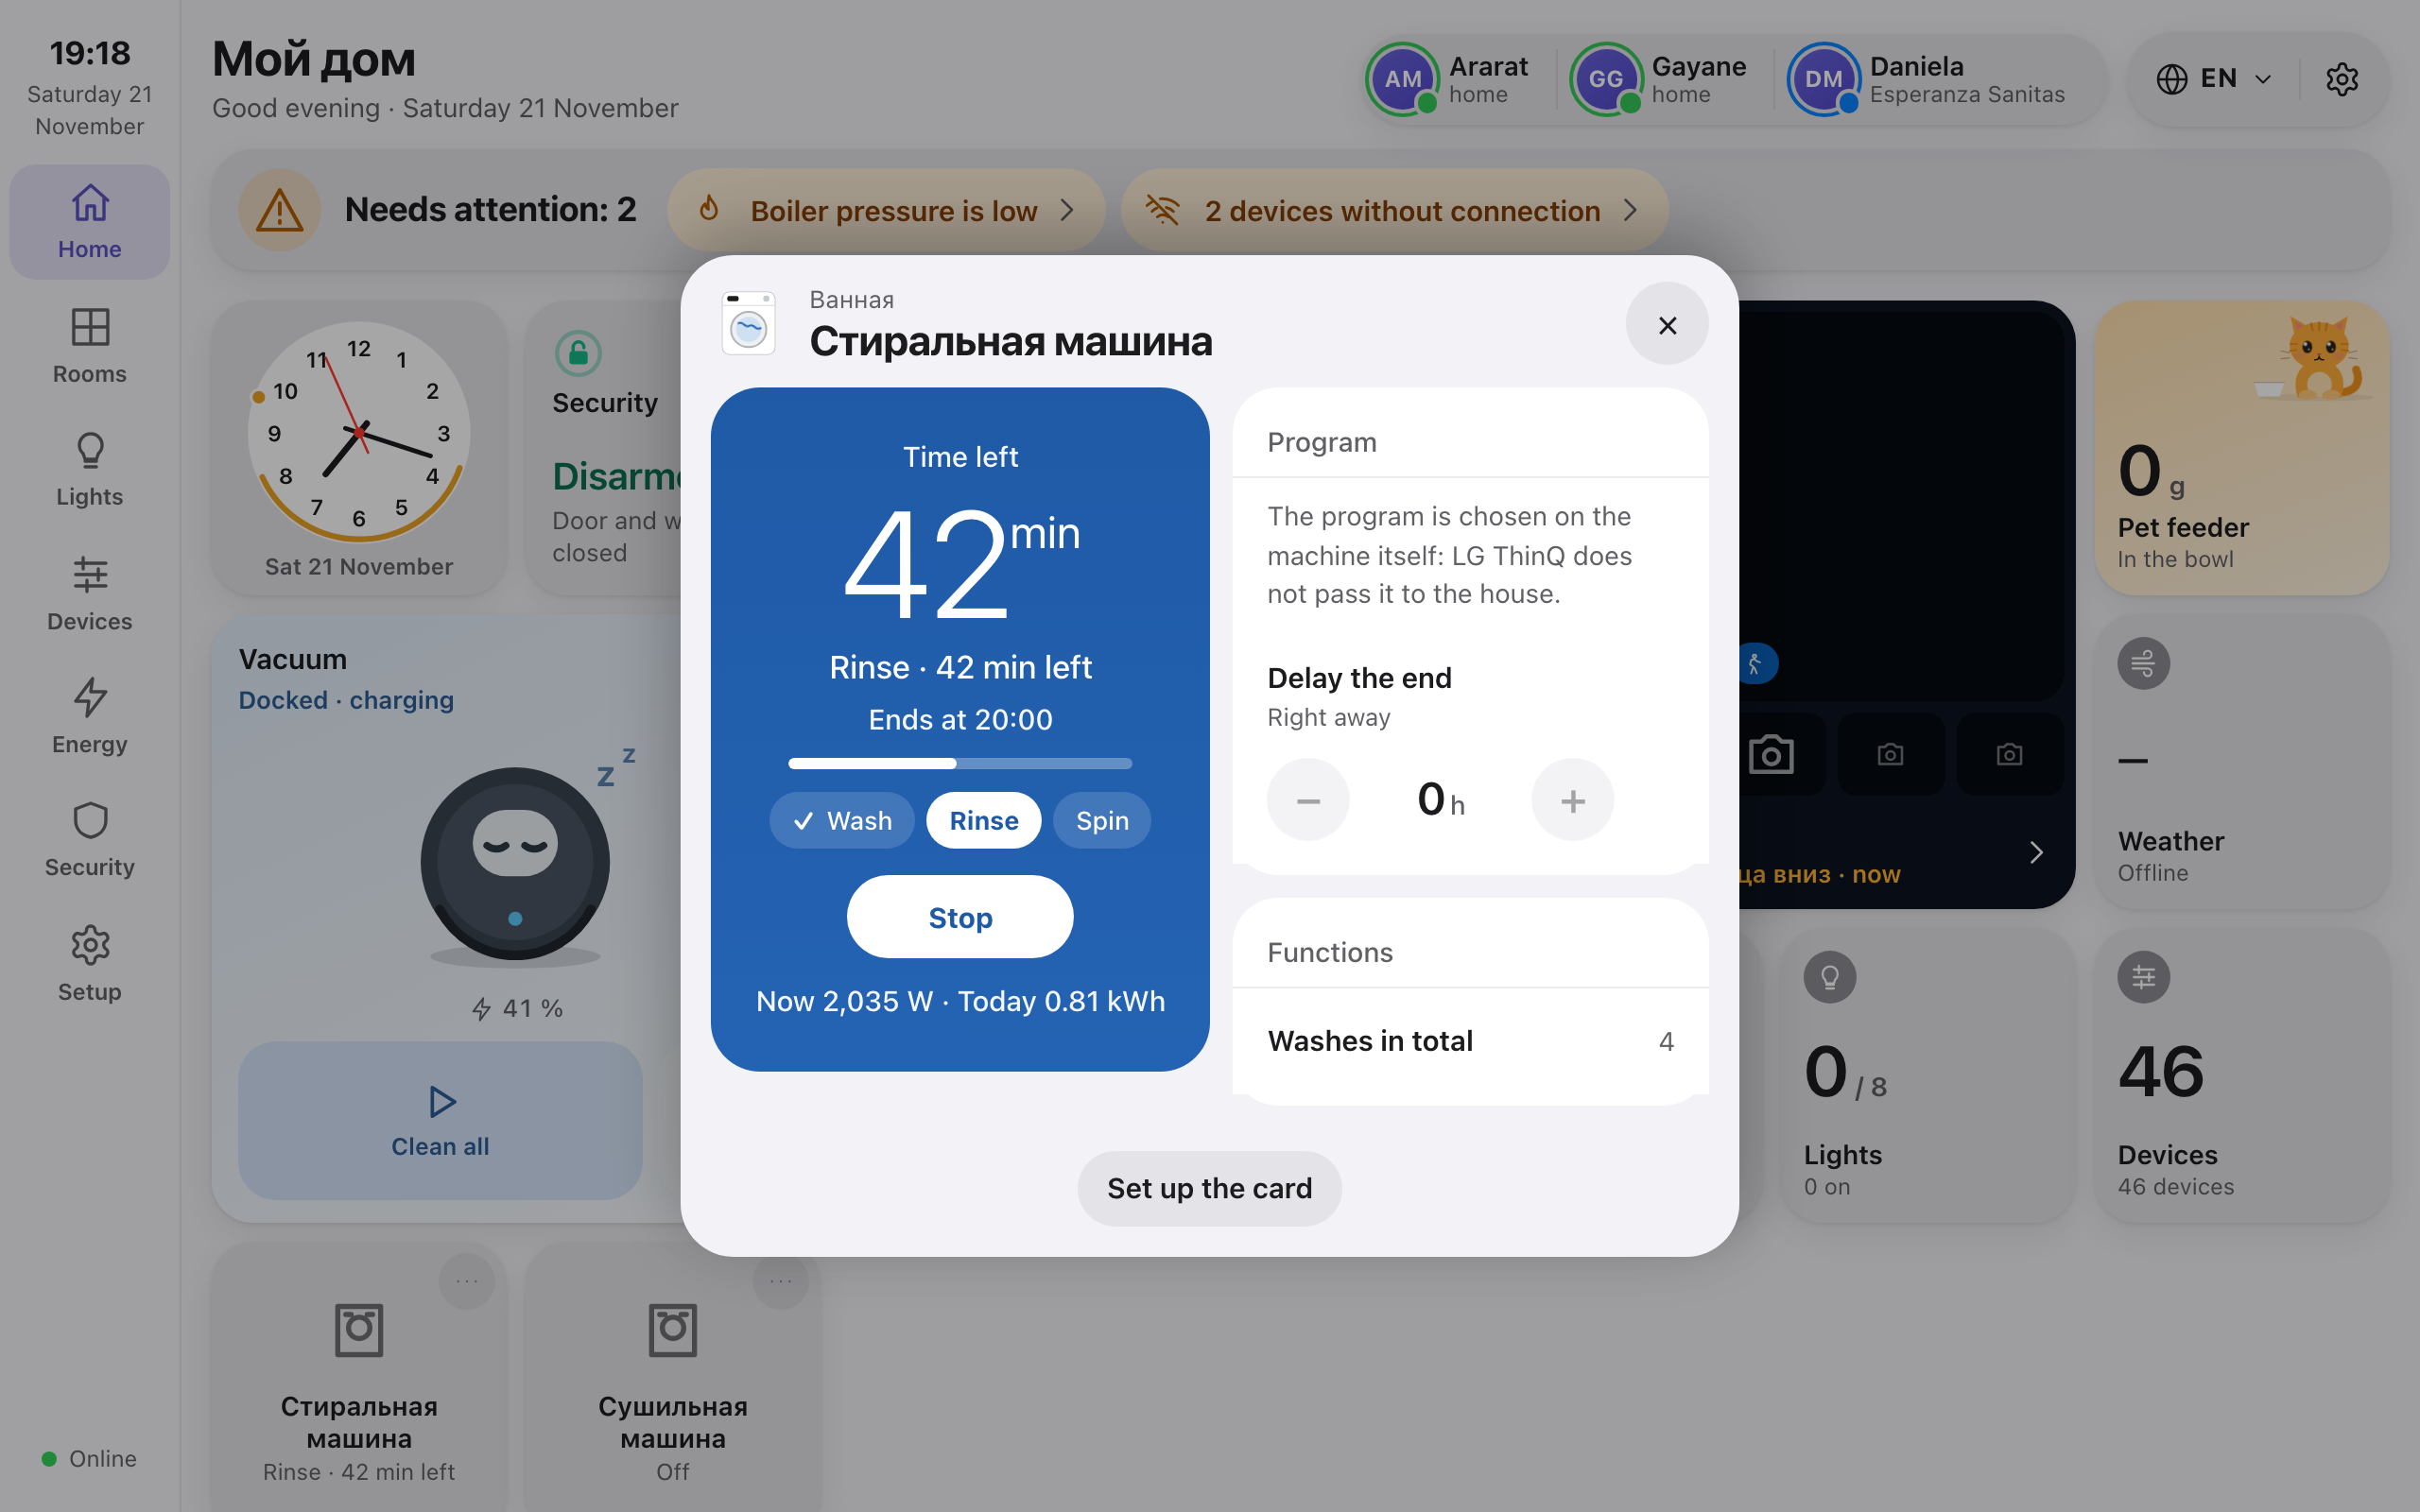 19:18
Saturday 21
November
Home
Rooms
Lights
Devices
Energy
Security
Setup
Online
Мой дом
Good evening · Saturday 21 November
AM
Ararat
home
GG
Gayane
home
DM
Daniela
Esperanza Sanitas
EN
Needs attention: 2
Boiler pressure is low
2 devices without connection
12
1
2
3
4
5
6
7
8
9
10
11
Sat 21 November
Security
Disarm
Door and w
closed
Vacuum
Docked · charging
z
z
41 %
Clean all
Ванная
Стиральная машина
Time left
42 min
Rinse · 42 min left
Ends at 20:00
Wash
Rinse
Spin
Stop
Now 2,035 W · Today 0.81 kWh
Program
The program is chosen on the
machine itself: LG ThinQ does
not pass it to the house.
Delay the end
Right away
0 h
Functions
Washes in total
4
Set up the card
ца вниз · now
0 g
Pet feeder
In the bowl
–
Weather
Offline
0 / 8
Lights
0 on
46
Devices
46 devices
Стиральная
машина
Rinse · 42 min left
Сушильная
машина
Off